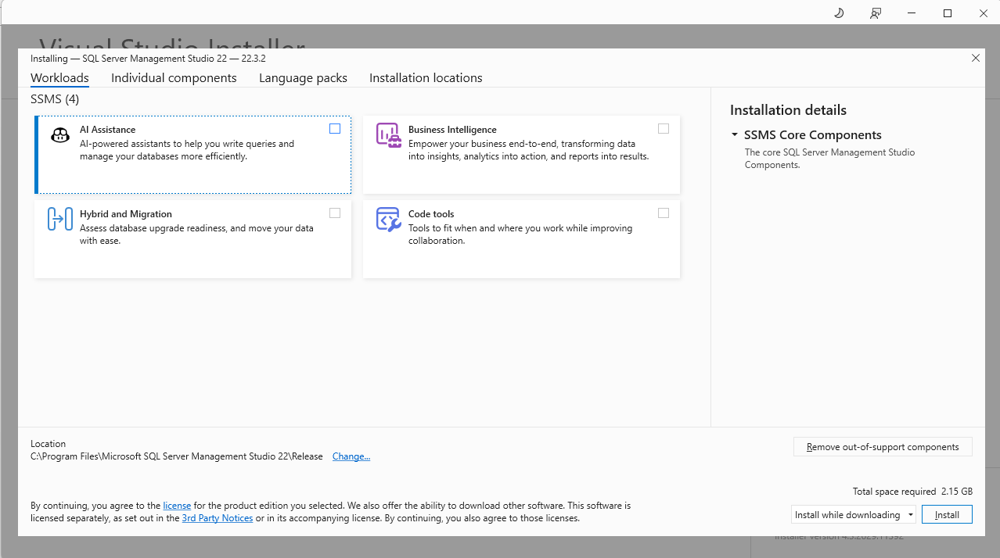 Visual Studio Installer
Installing — SQL Server Management Studio 22 — 22.3.2
Workloads
Individual components
Language packs
Installation locations
SSMS (4)
AI Assistance
AI-powered assistants to help you write queries and
manage your databases more efficiently.
Business Intelligence
Empower your business end-to-end, transforming data
into insights, analytics into action, and reports into results.
Hybrid and Migration
Assess database upgrade readiness, and move your data
with ease.
Code tools
Tools to fit when and where you work while improving
collaboration.
Installation details
SSMS Core Components
The core SQL Server Management Studio
Components.
Location
C:\Program Files\Microsoft SQL Server Management Studio 22\Release
Change...
Remove out-of-support components
Total space required 2.15 GB
By continuing, you agree to the license for the product edition you selected. We also offer the ability to download other software. This software is
licensed separately, as set out in the 3rd Party Notices or in its accompanying license. By continuing, you also agree to those licenses.
Install while downloading
Install
Installer version